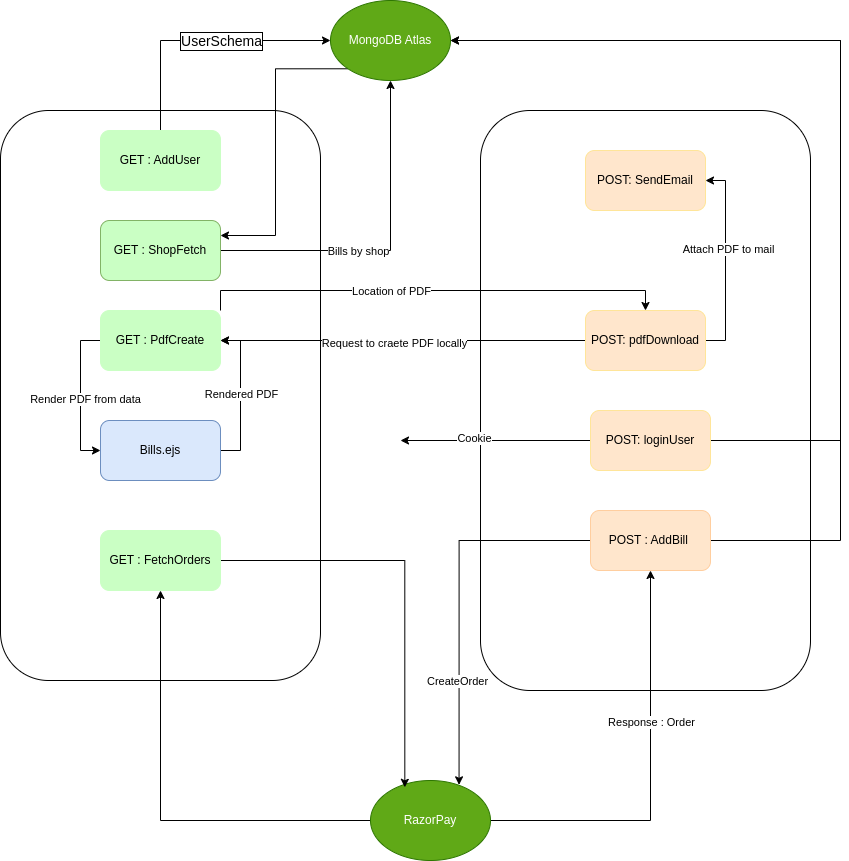 MongoDB Atlas
UserSchema
GET : AddUser
POST: SendEmail
GET : ShopFetch
Bills by shop
Attach PDF to mail
Location of PDF
GET : PdfCreate
Request to craete PDF locally
POST: pdfDownload
Render PDF from data
Rendered PDF
Bills.ejs
Cookie
POST: loginUser
GET : FetchOrders
POST : AddBill
CreateOrder
Response : Order
RazorPay